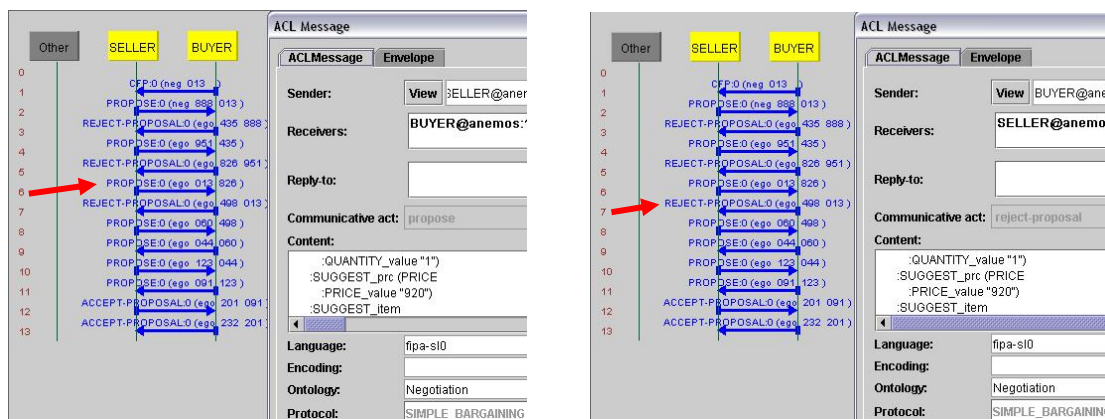 ACL Message
Other SELLER BUYER
ACLMessage Envelope
0
CFP:0 (neg 013 )
1
Sender: View SELLER@aner
PROPOSE:0 (neg 888 013 )
2
REJECT-PROPOSAL:0 (ego 435 888 )
3
Receivers: BUYER@anemos:
PROPOSE:0 (ego 951 435 )
4
REJECT-PROPOSAL:0 (ego 826 951 )
5
Reply-to:
PROPOSE:0 (ego 013 826 )
6
REJECT-PROPOSAL:0 (ego 498 013 )
7
Communicative act: propose
PROPOSE:0 (ego 060 498 )
8
Content:
PROPOSE:0 (ego 044 060 )
9
:QUANTITY_value "1")
PROPOSE:0 (ego 123 044 )
10
:SUGGEST_prc (PRICE
PROPOSE:0 (ego 091 123 )
11
:PRICE_value "920")
ACCEPT-PROPOSAL:0 (ego 201 091 )
12
:SUGGEST_item
ACCEPT-PROPOSAL:0 (ego 232 201 )
13
Language: fipa-sl0
Encoding:
Ontology: Negotiation
Protocol: SIMPLE_BARGAINING
ACL Message
Other SELLER BUYER
ACLMessage Envelope
0
CFP:0 (neg 013 )
1
Sender: View BUYER@ane
PROPOSE:0 (neg 888 013 )
2
REJECT-PROPOSAL:0 (ego 435 888 )
3
Receivers: SELLER@anemo
PROPOSE:0 (ego 951 435 )
4
REJECT-PROPOSAL:0 (ego 826 951 )
5
Reply-to:
PROPOSE:0 (ego 013 826 )
6
REJECT-PROPOSAL:0 (ego 498 013 )
7
Communicative act: reject-proposal
PROPOSE:0 (ego 060 498 )
8
Content:
PROPOSE:0 (ego 044 060 )
9
:QUANTITY_value "1")
PROPOSE:0 (ego 123 044 )
10
:SUGGEST_prc (PRICE
PROPOSE:0 (ego 091 123 )
11
:PRICE_value "920")
ACCEPT-PROPOSAL:0 (ego 201 091 )
12
:SUGGEST_item
ACCEPT-PROPOSAL:0 (ego 232 201 )
13
Language: fipa-sl0
Encoding:
Ontology: Negotiation
Protocol: SIMPLE_BARGAINING